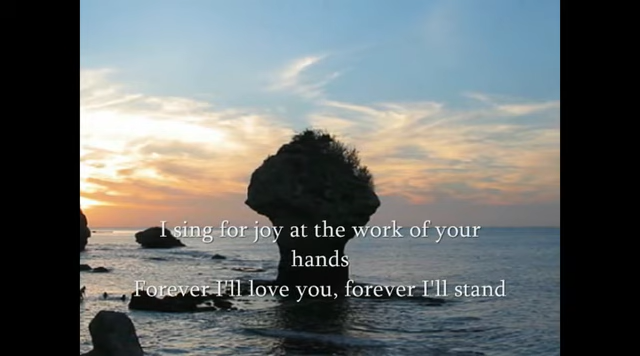 I sing for joy at the work of your
hands
Forever I'll love you, forever I'll stand